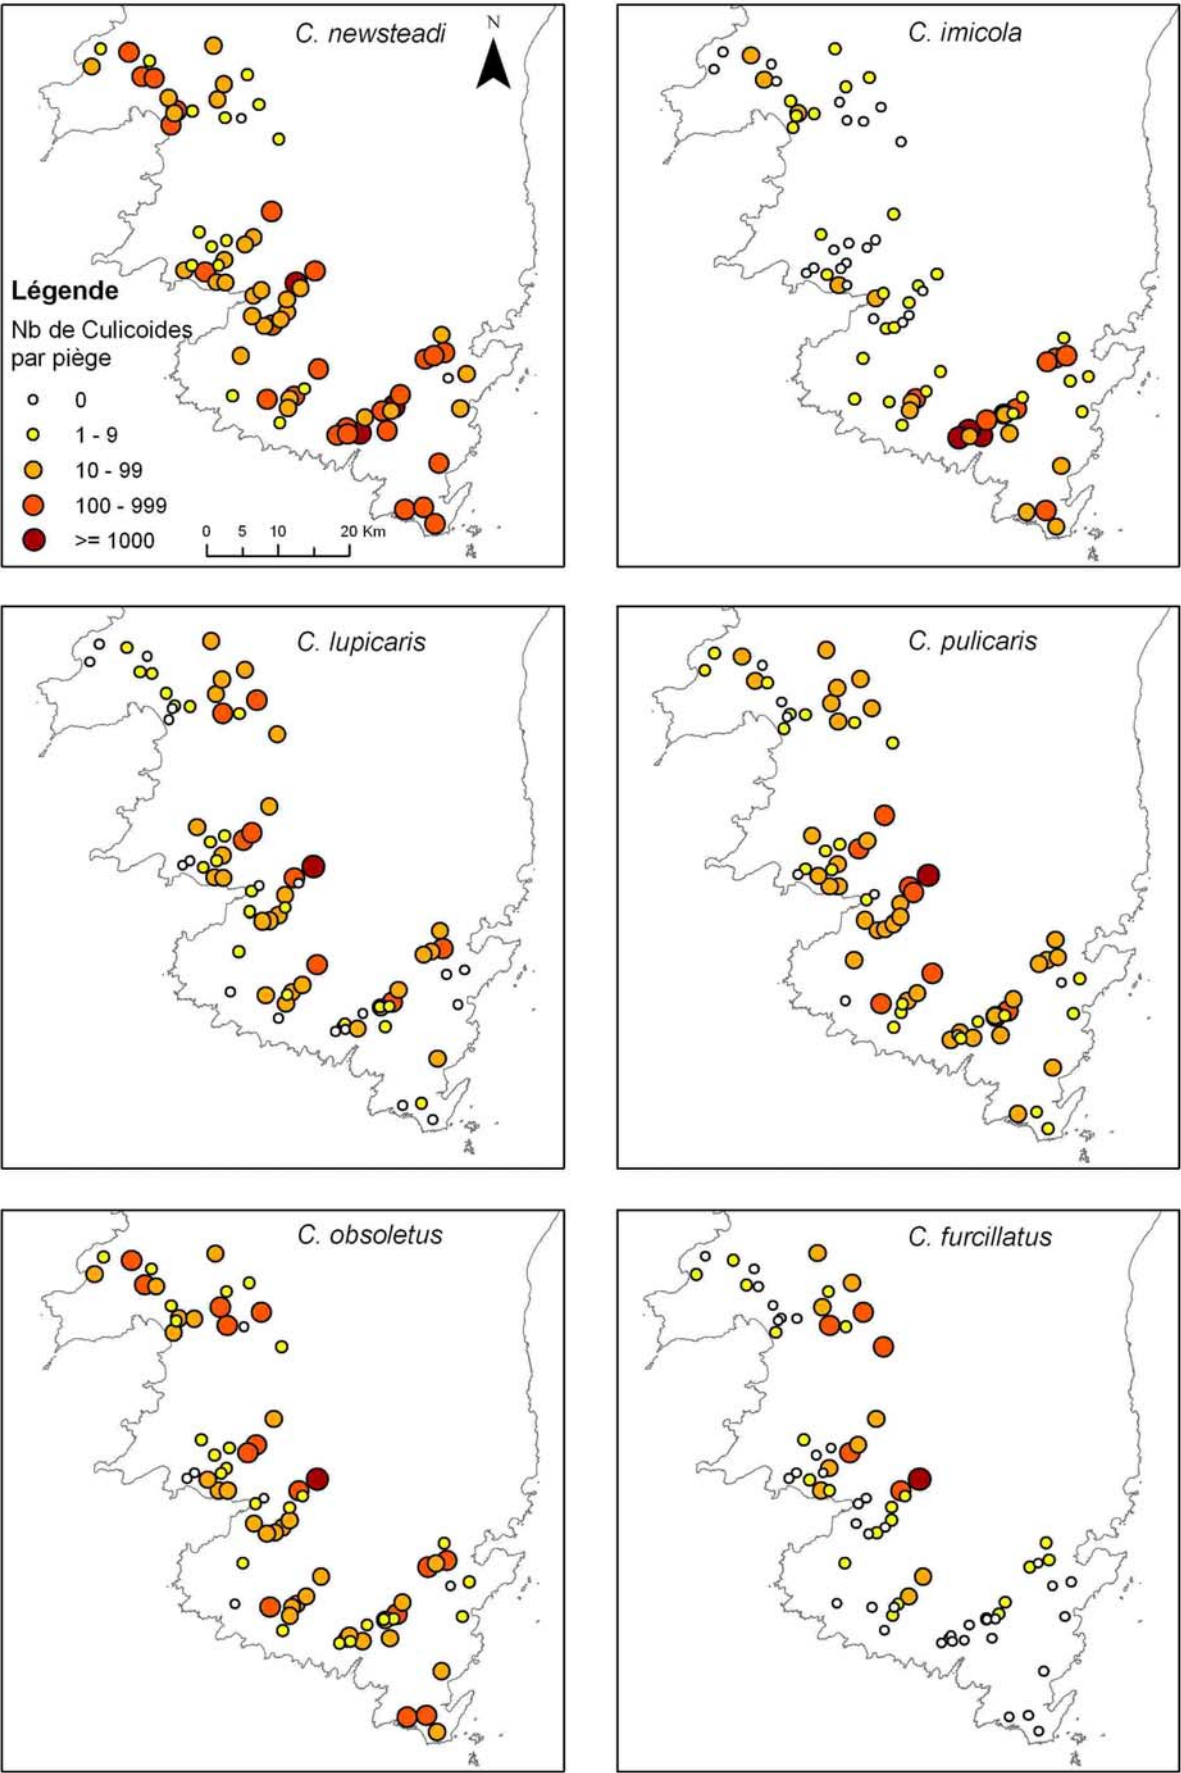 C. newsteadi
N
C. imicola
Légende
Nb de Culicoides
par piège
0
1 - 9
10 - 99
100 - 999
>= 1000
0 5 10 20 Km
C. lupicaris
C. pulicaris
C. obsoletus
C. furcillatus